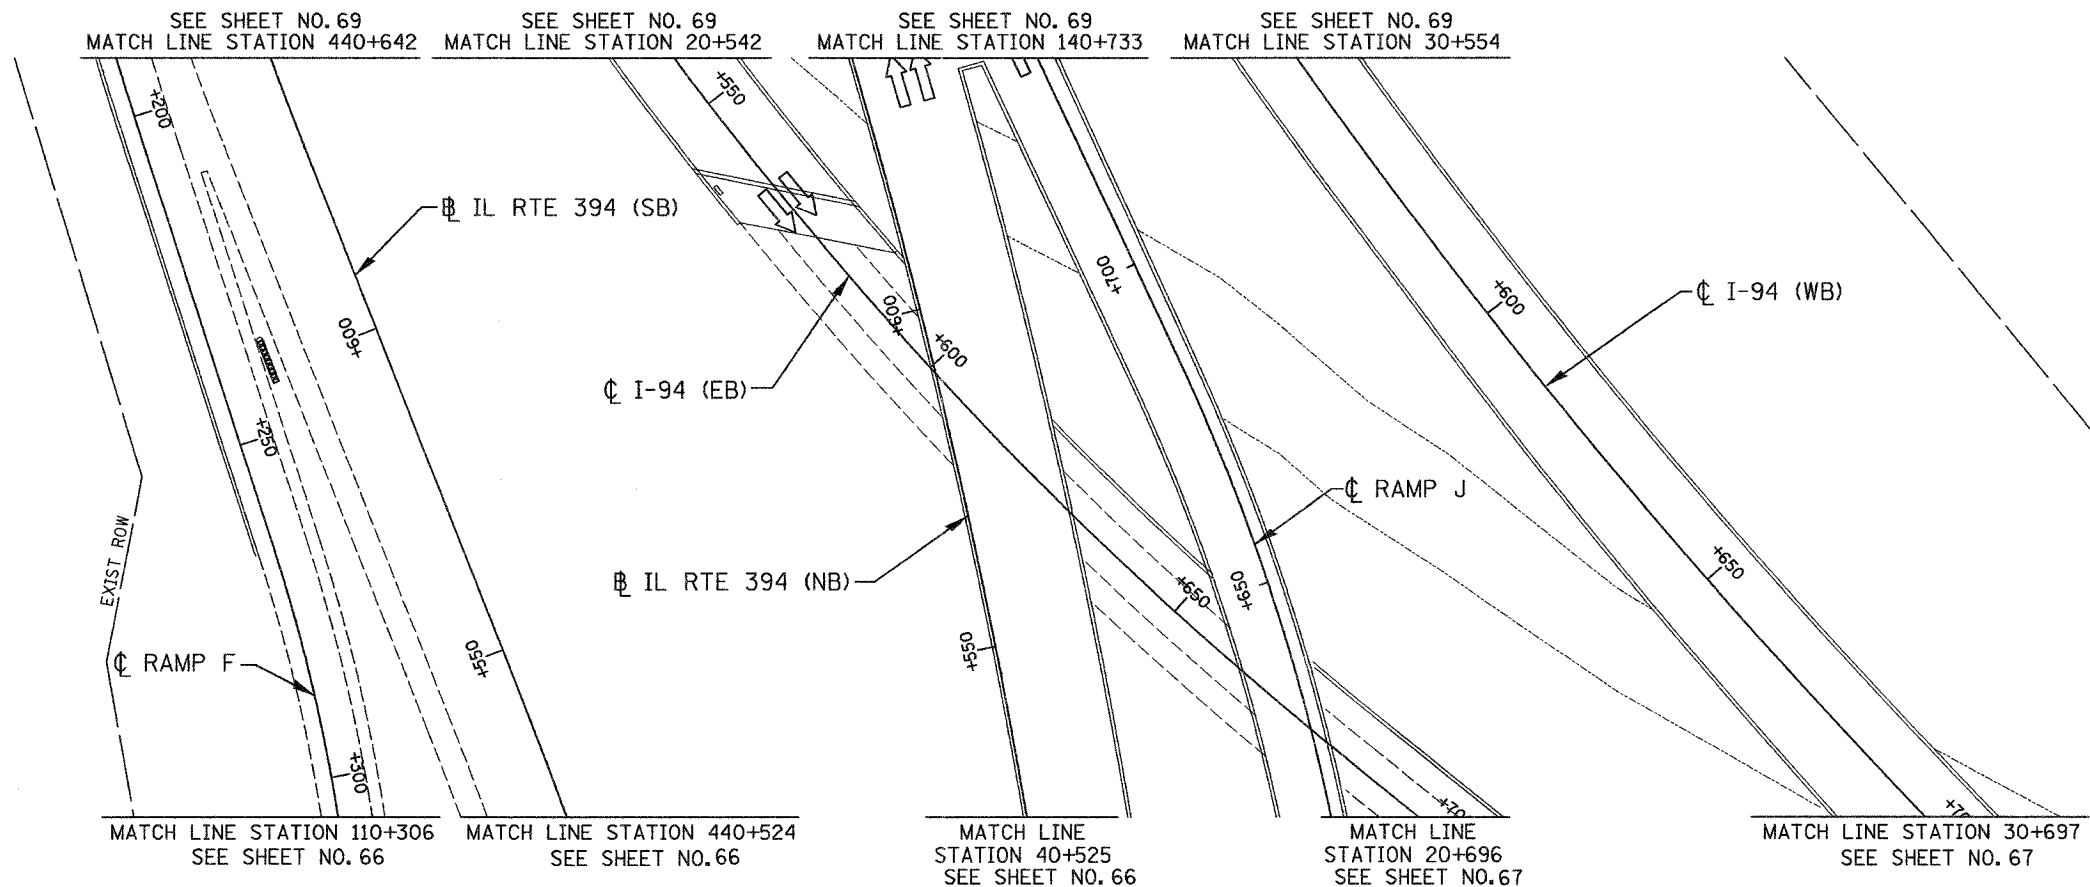 SEE SHEET NO. 69
MATCH LINE STATION 440+642
SEE SHEET NO. 69
MATCH LINE STATION 20+542
SEE SHEET NO. 69
MATCH LINE STATION 140+733
SEE SHEET NO. 69
MATCH LINE STATION 30+554
+200
+550
℄ IL RTE 394 (SB)
+700
+600
℄ I-94 (WB)
+600
+600
+600
℄ I-94 (EB)
+250
℄ RAMP J
EXIST ROW
℄ IL RTE 394 (NB)
+650
+650
+650
+550
+550
℄ RAMP F
+300
MATCH LINE STATION 110+306
SEE SHEET NO. 66
MATCH LINE STATION 440+524
SEE SHEET NO. 66
MATCH LINE
STATION 40+525
SEE SHEET NO. 66
MATCH LINE
STATION 20+696
SEE SHEET NO. 67
MATCH LINE STATION 30+697
SEE SHEET NO. 67